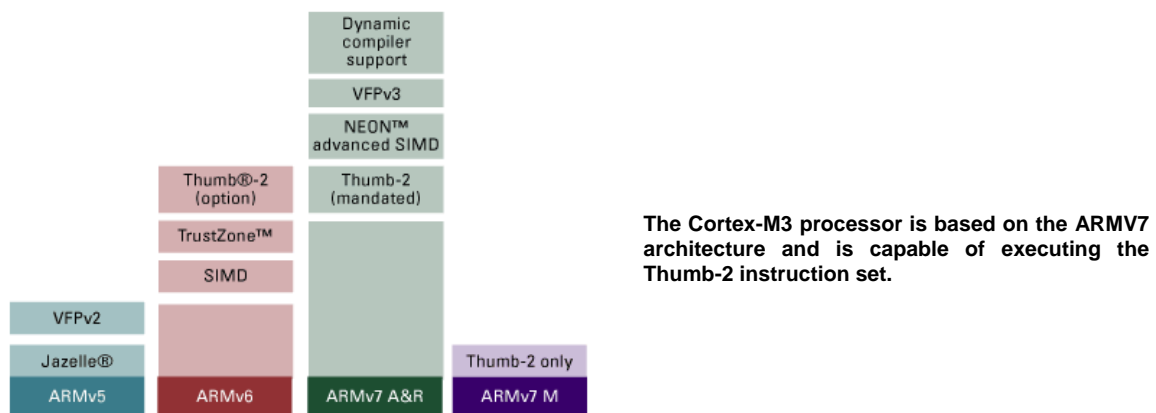 Dynamic
compiler
support
VFPv3
NEON™
advanced SIMD
Thumb®-2
(option)
Thumb-2
(mandated)
TrustZone™
SIMD
VFPv2
Jazelle®
Thumb-2 only
ARMv5
ARMv6
ARMv7 A&R
ARMv7 M
The Cortex-M3 processor is based on the ARMV7
architecture and is capable of executing the
Thumb-2 instruction set.